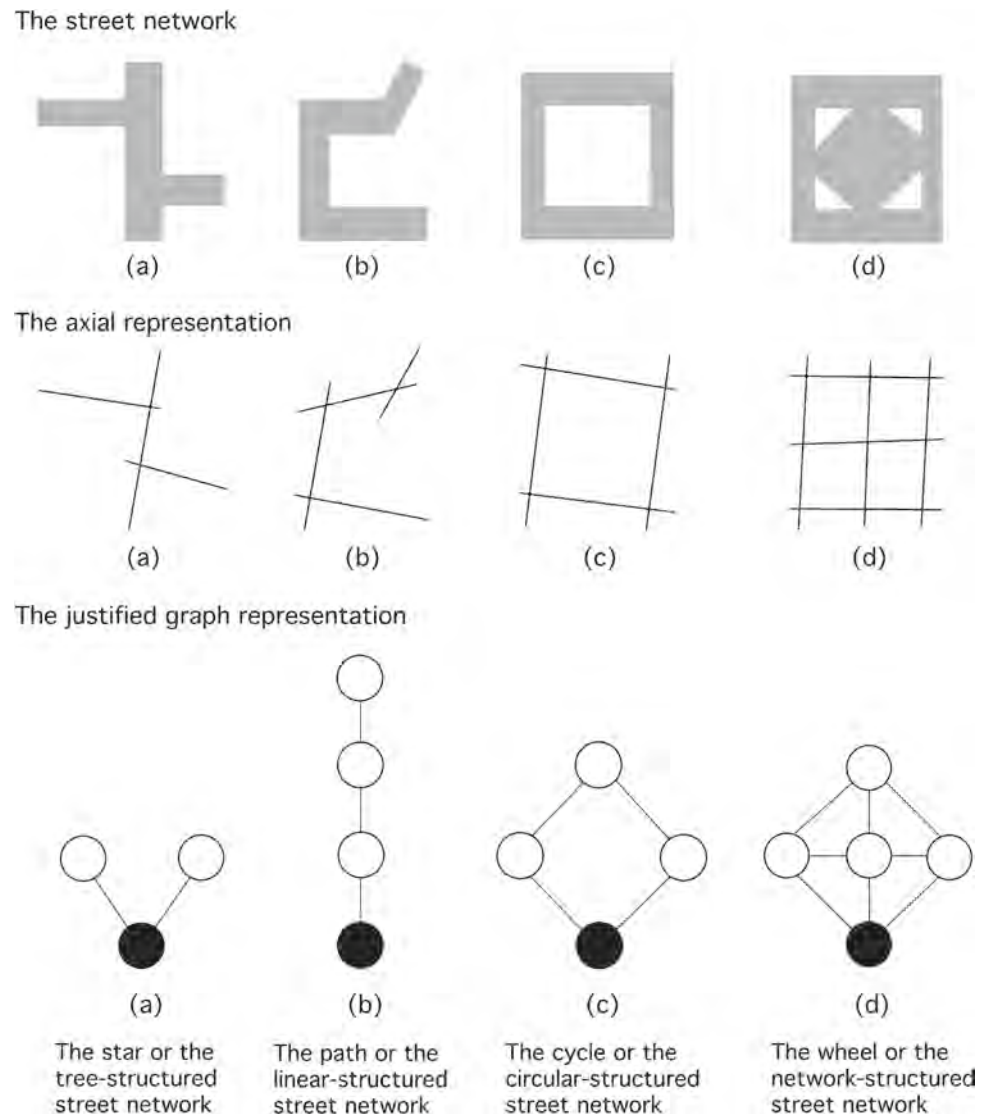 The street network
(a) (b) (c) (d)
The axial representation
(a) (b) (c) (d)
The justified graph representation
(a) (b) (c) (d)
The star or the
tree-structured
street network
The path or the
linear-structured
street network
The cycle or the
circular-structured
street network
The wheel or the
network-structured
street network